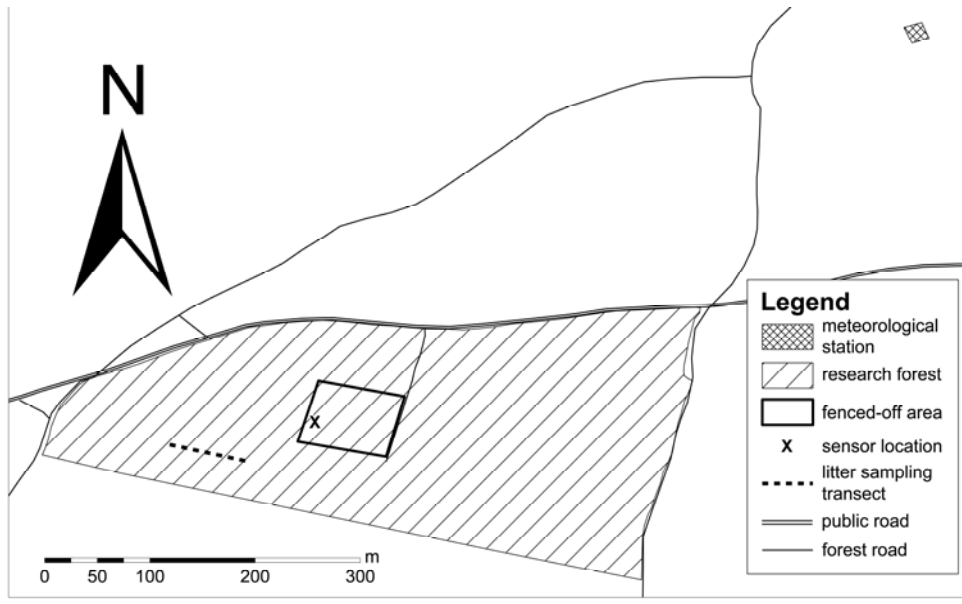 N
Legend
meteorological
station
research forest
fenced-off area
X sensor location
litter sampling
transect
public road
forest road
X
m
0 50 100 200 300